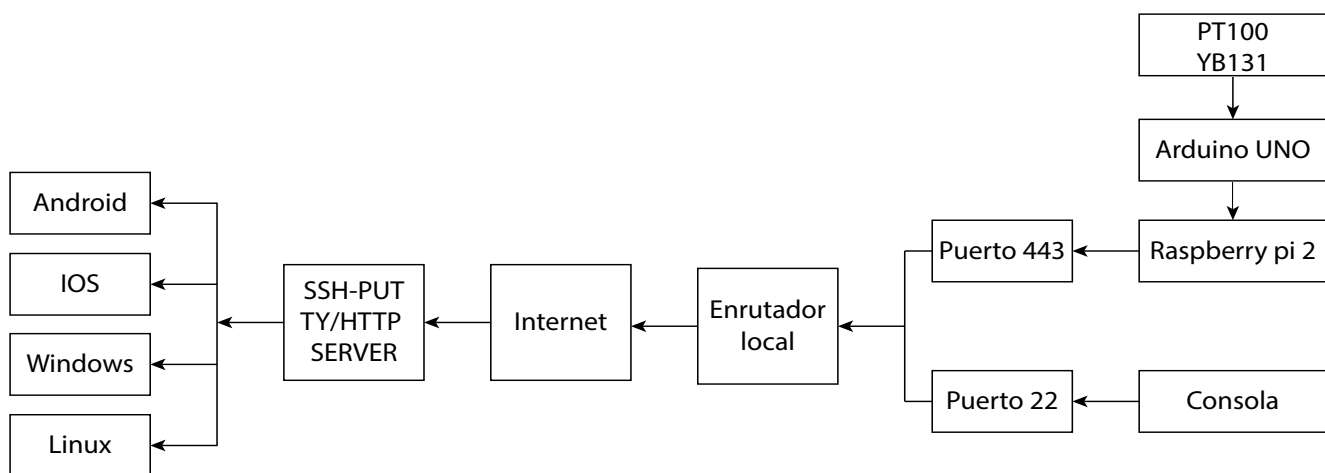 PT100
YB131
Arduino UNO
Android
Puerto 443
Raspberry pi 2
IOS
SSH-PUT
TY/HTTP
SERVER
Internet
Enrutador
local
Windows
Puerto 22
Consola
Linux